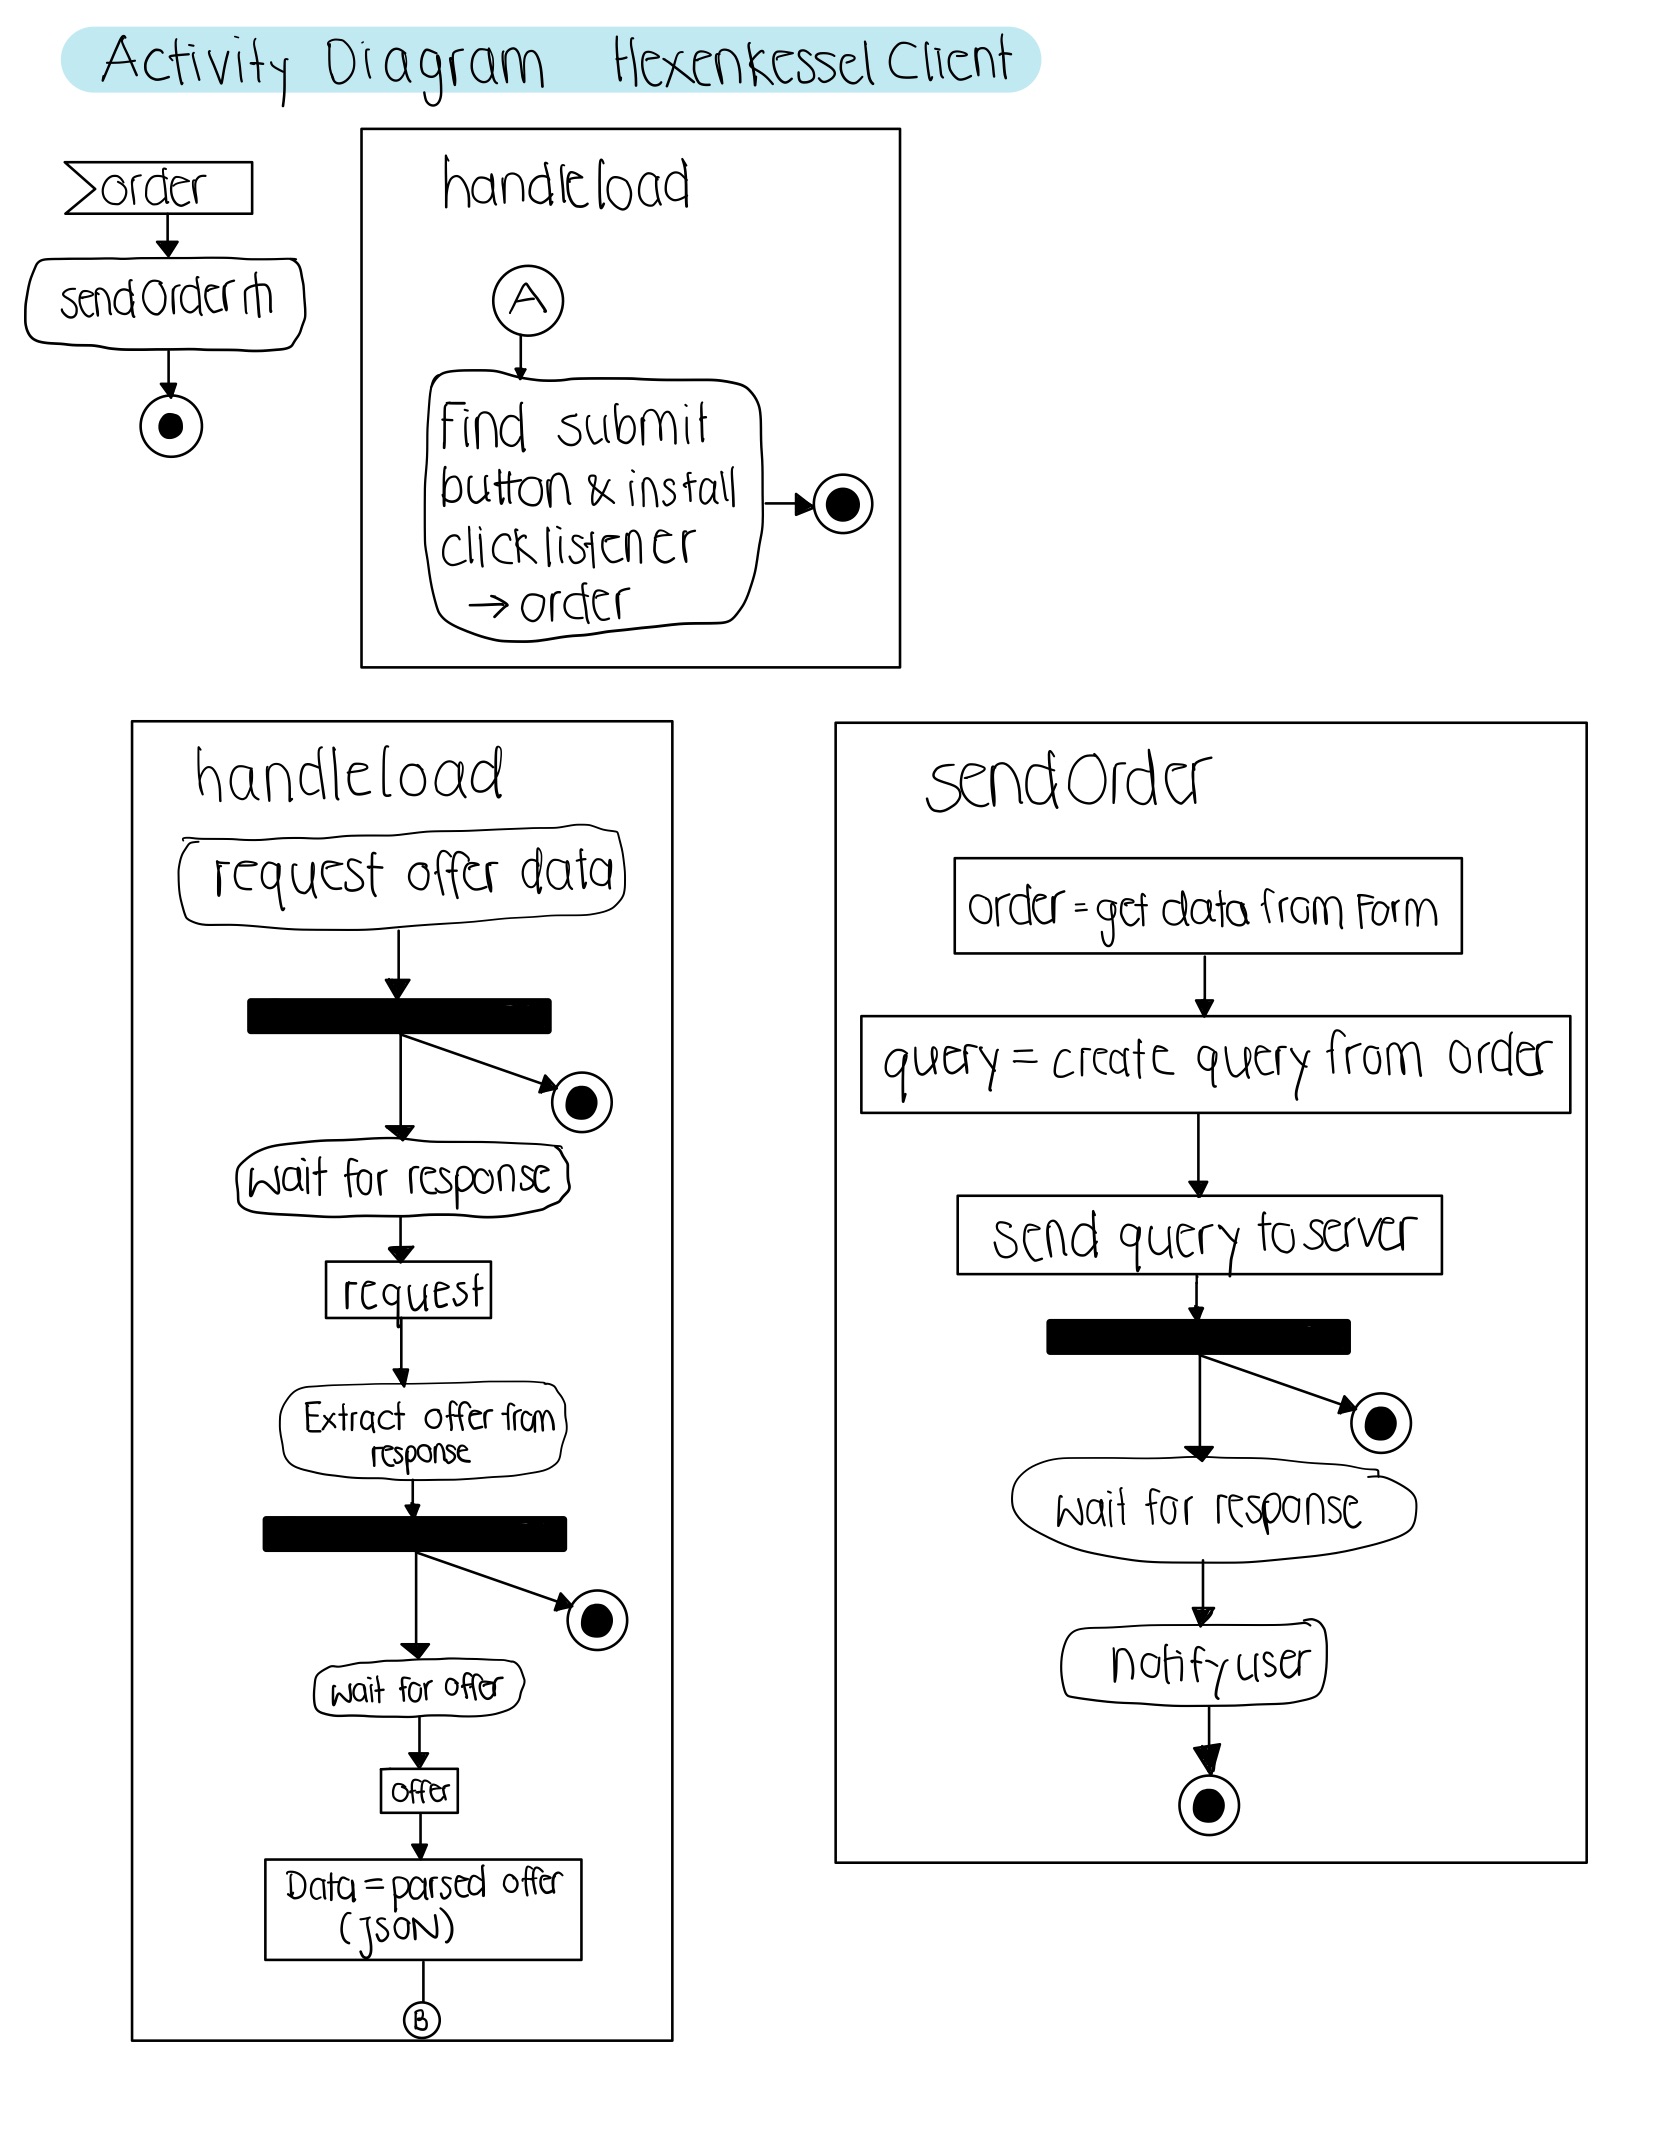 Activity Diagram Hexenkessel Client
order
sendOrder ⋔
handleload
A
Find submit
button & install
click listener
→ order
handleload
request offer data
wait for response
request
Extract offer from
response
wait for offer
offer
Data = parsed offer
(JSON)
B
sendOrder
order = get data from Form
query = create query from order
send query to server
wait for response
notify user